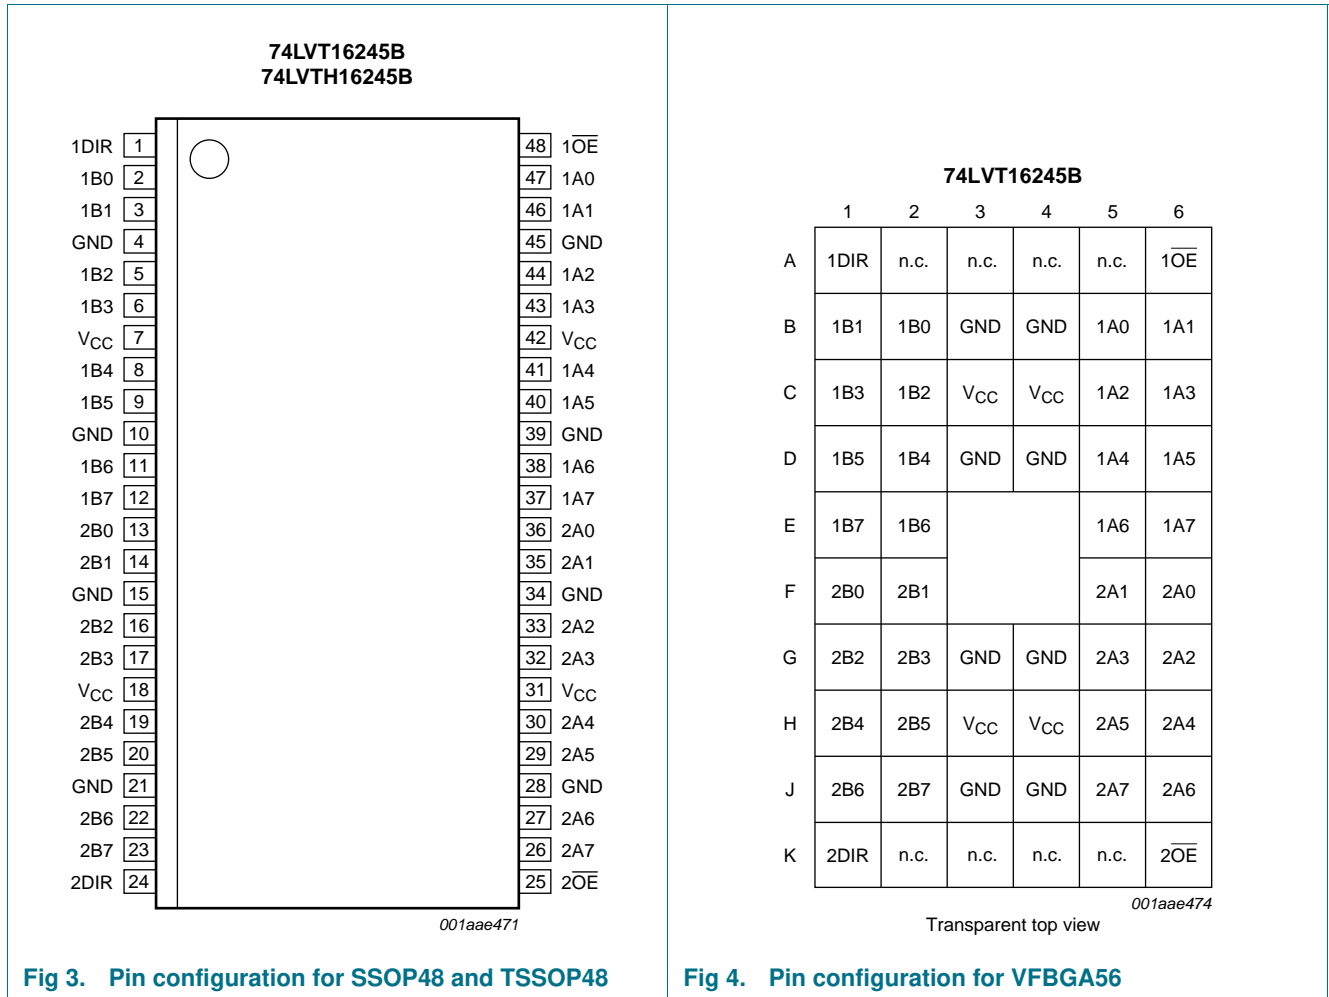 74LVT16245B
74LVTH16245B
1DIR 1 48 1OE
1B0 2 47 1A0
1B1 3 46 1A1
GND 4 45 GND
1B2 5 44 1A2
1B3 6 43 1A3
VCC 7 42 VCC
1B4 8 41 1A4
1B5 9 40 1A5
GND 10 39 GND
1B6 11 38 1A6
1B7 12 37 1A7
2B0 13 36 2A0
2B1 14 35 2A1
GND 15 34 GND
2B2 16 33 2A2
2B3 17 32 2A3
VCC 18 31 VCC
2B4 19 30 2A4
2B5 20 29 2A5
GND 21 28 GND
2B6 22 27 2A6
2B7 23 26 2A7
2DIR 24 25 2OE
001aae471
Fig 3. Pin configuration for SSOP48 and TSSOP48
74LVT16245B
1 2 3 4 5 6
A 1DIR n.c. n.c. n.c. n.c. 1OE
B 1B1 1B0 GND GND 1A0 1A1
C 1B3 1B2 VCC VCC 1A2 1A3
D 1B5 1B4 GND GND 1A4 1A5
E 1B7 1B6 1A6 1A7
F 2B0 2B1 2A1 2A0
G 2B2 2B3 GND GND 2A3 2A2
H 2B4 2B5 VCC VCC 2A5 2A4
J 2B6 2B7 GND GND 2A7 2A6
K 2DIR n.c. n.c. n.c. n.c. 2OE
001aae474
Transparent top view
Fig 4. Pin configuration for VFBGA56